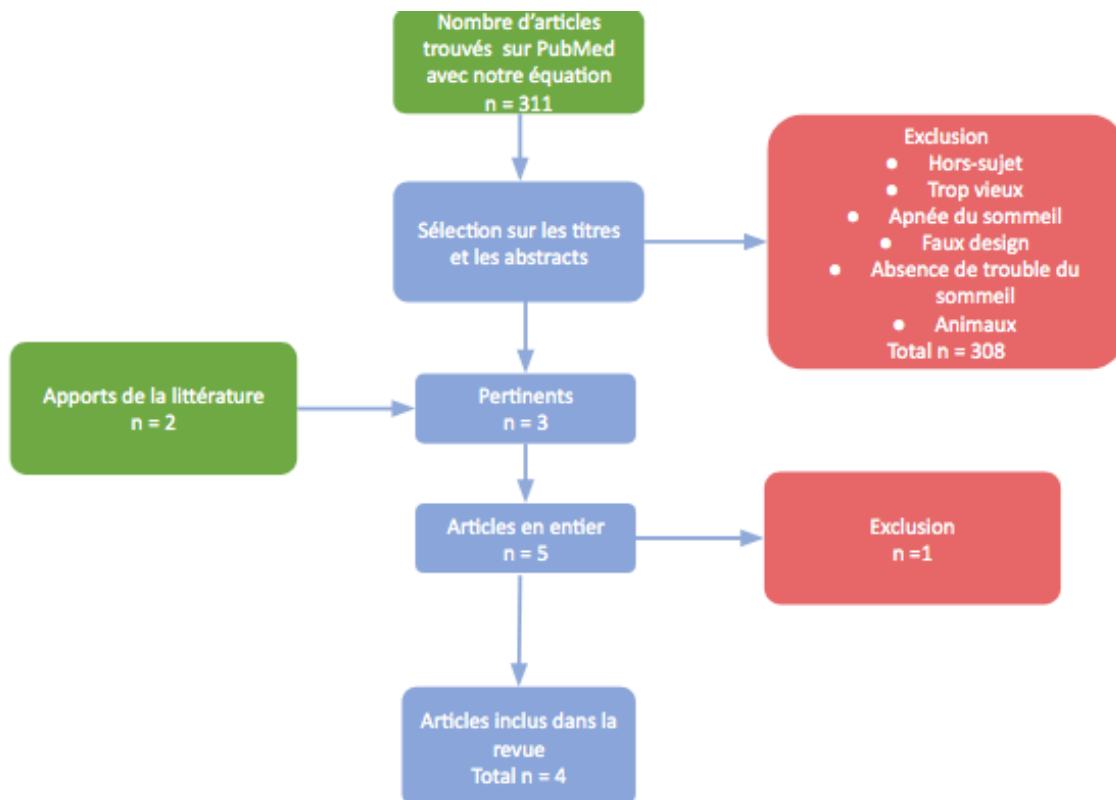 Nombre d'articles
trouvés sur PubMed
avec notre équation
n = 311
Sélection sur les titres
et les abstracts
Exclusion
● Hors-sujet
● Trop vieux
● Apnée du sommeil
● Faux design
● Absence de trouble du
sommeil
● Animaux
Total n = 308
Apports de la littérature
n = 2
Pertinents
n = 3
Articles en entier
n = 5
Exclusion
n =1
Articles inclus dans la
revue
Total n = 4